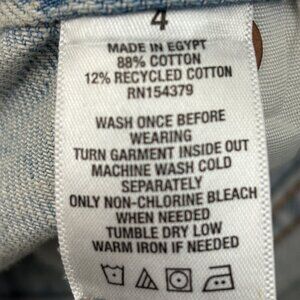 4
MADE IN EGYPT
88% COTTON
12% RECYCLED COTTON
RN154379
WASH ONCE BEFORE
WEARING
TURN GARMENT INSIDE OUT
MACHINE WASH COLD
SEPARATELY
ONLY NON-CHLORINE BLEACH
WHEN NEEDED
TUMBLE DRY LOW
WARM IRON IF NEEDED